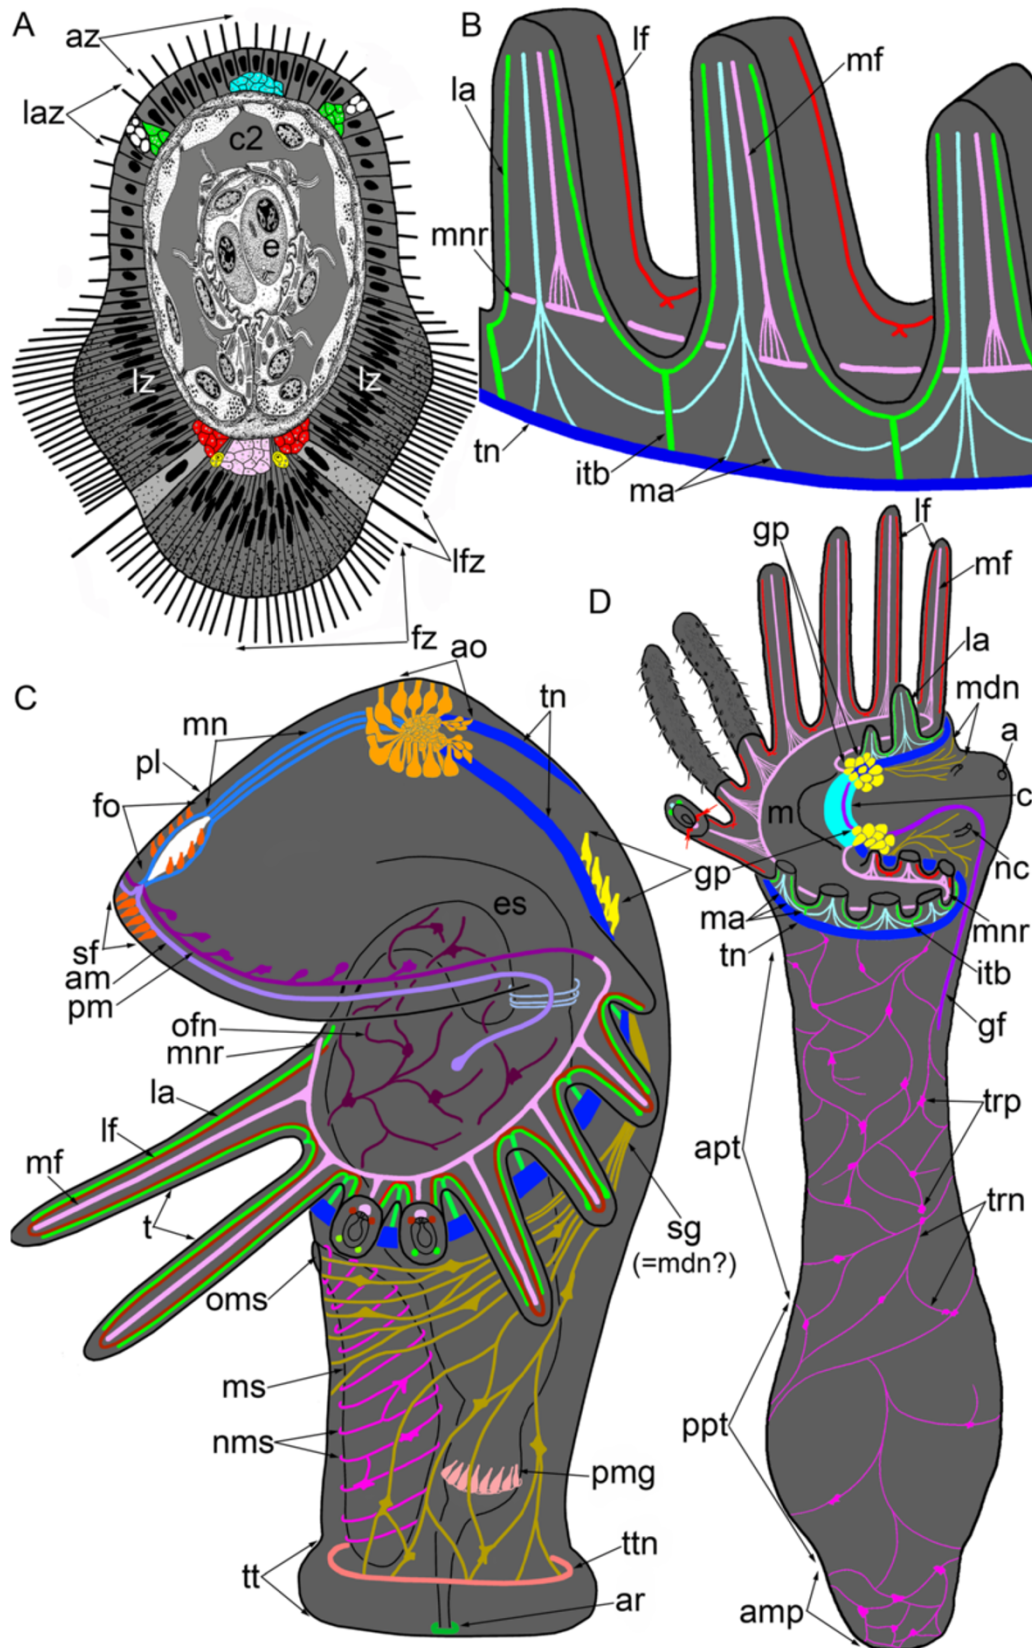 A
az
laz
c2
e
lz
lz
lfz
fz
B
lf
mf
la
mnr
tn
itb
ma
C
ao
mn
tn
pl
fo
gp
es
sf
am
pm
ofn
mnr
la
lf
mf
t
sg
(=mdn?)
oms
ms
nms
pmg
ttn
tt
ar
D
gp
lf
mf
la
mdn
a
c
m
nc
ma
mnr
tn
itb
gf
trp
apt
trn
ppt
amp